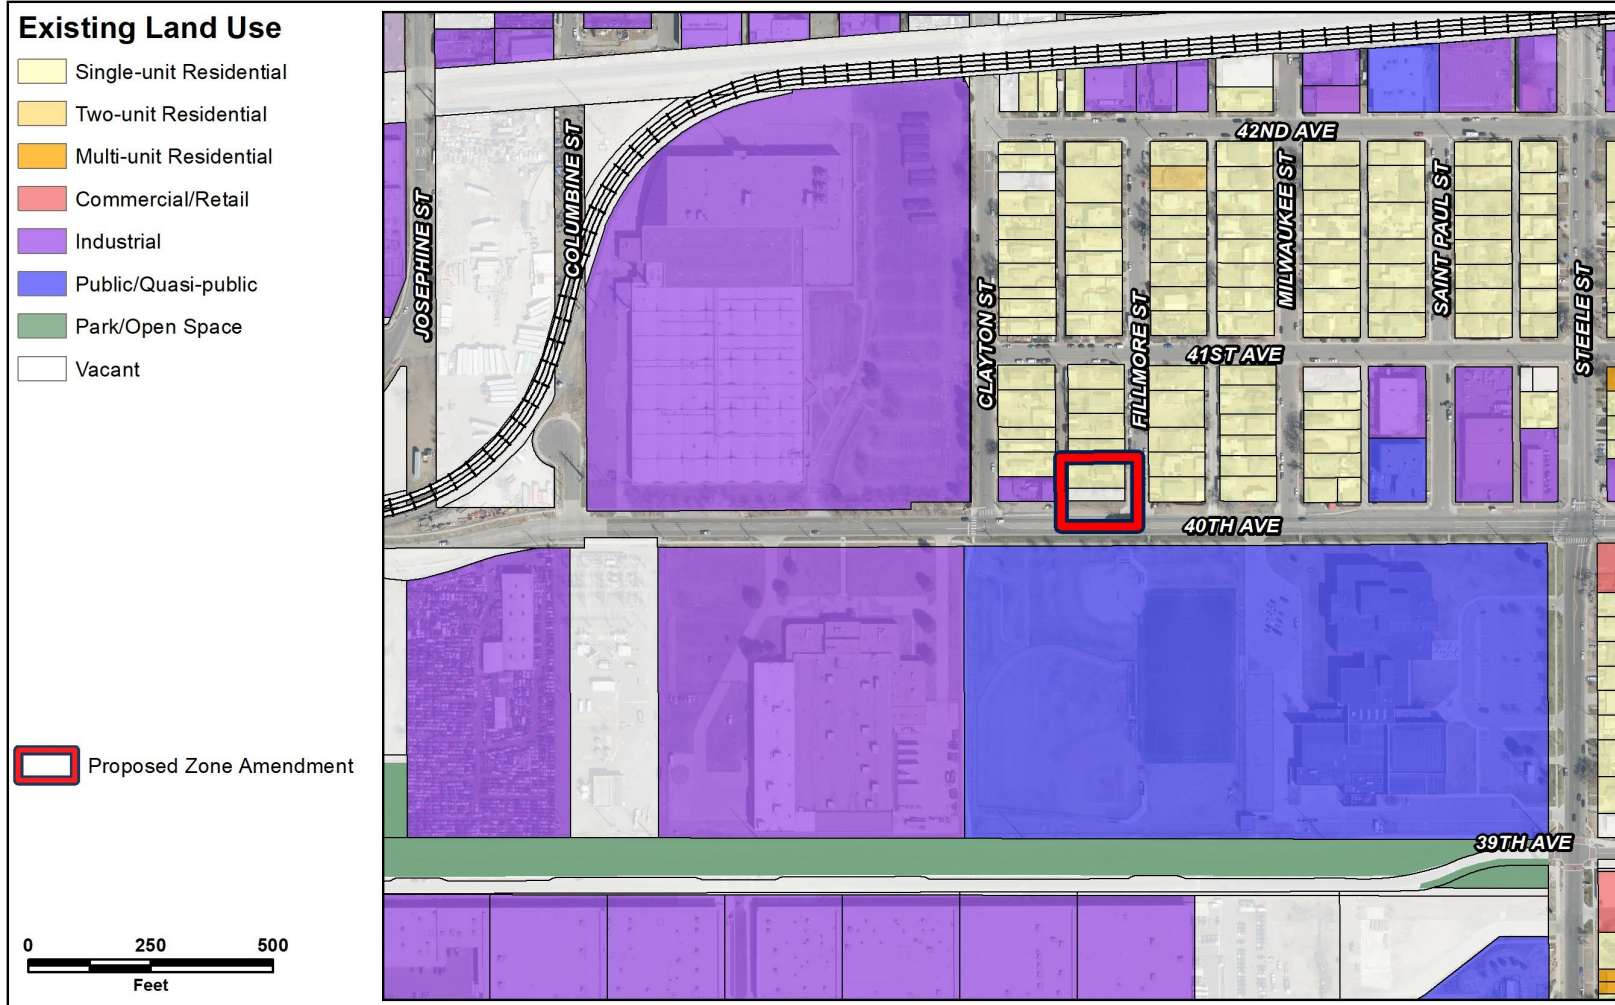 Existing Land Use
Single-unit Residential
Two-unit Residential
Multi-unit Residential
Commercial/Retail
Industrial
Public/Quasi-public
Park/Open Space
Vacant
Proposed Zone Amendment
0 250 500
Feet
JOSEPHINE ST
COLUMBINE ST
CLAYTON ST
FILLMORE ST
MILWAUKEE ST
SAINT PAUL ST
STEELE ST
42ND AVE
41ST AVE
40TH AVE
39TH AVE